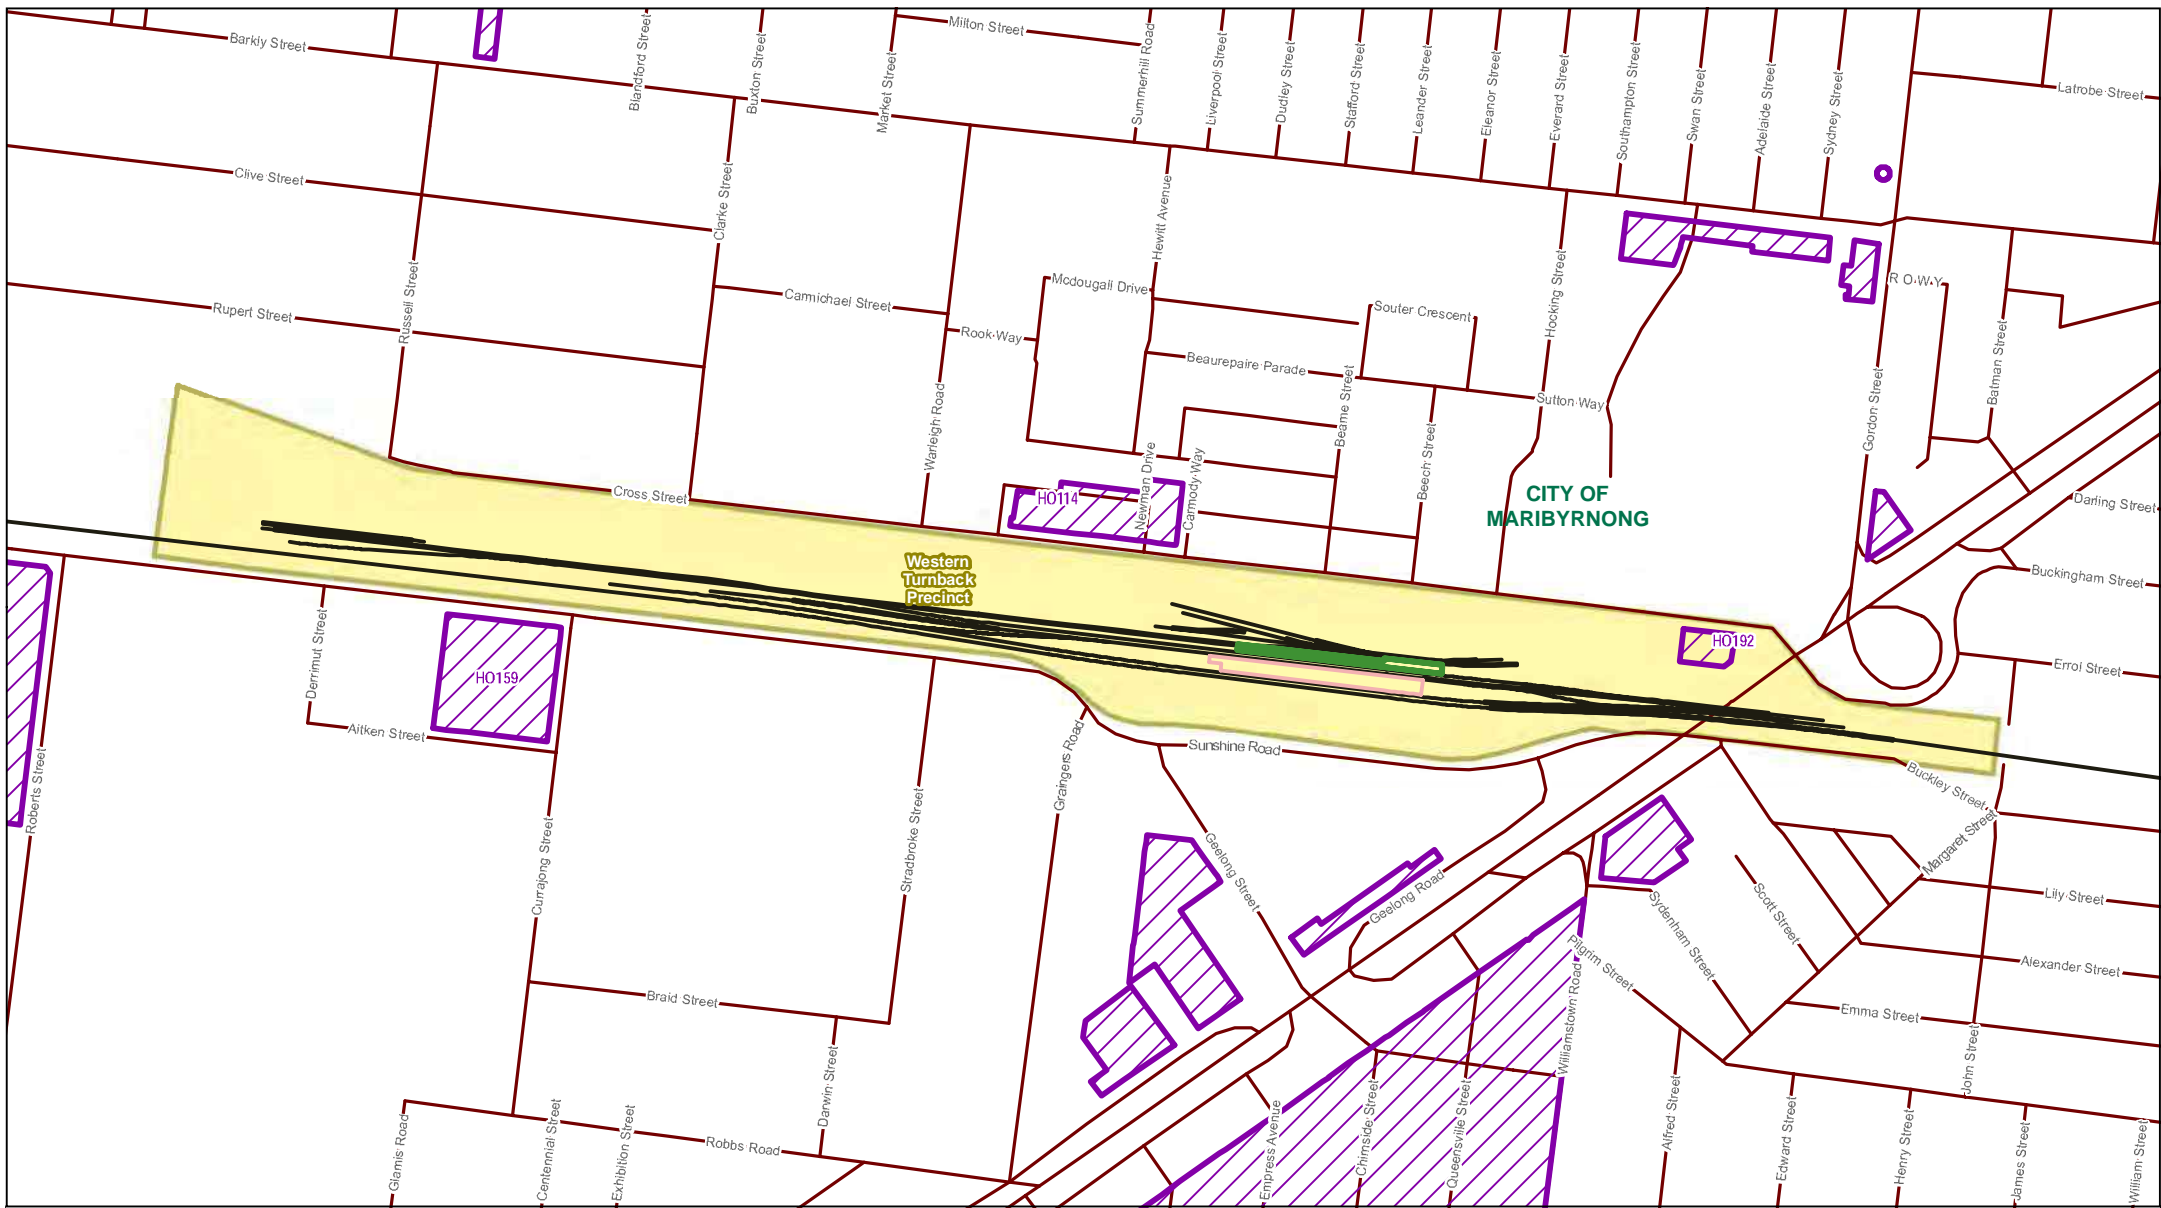 Barkly Street
Blandford Street
Buxton Street
Market Street
Milton Street
Summerhill Road
Liverpool Street
Dudley Street
Stafford Street
Leander Street
Eleanor Street
Everard Street
Southampton Street
Swan Street
Adelaide Street
Sydney Street
Latrobe Street
Clive Street
Clarke Street
Hewitt Avenue
Russell Street
Rupert Street
Carmichael Street
Mcdougall Drive
Rook Way
Souter Crescent
Hocking Street
R O W Y
Batman Street
Beaurepaire Parade
Beame Street
Sutton Way
Gordon Street
Warleigh Road
Beech Street
Newman Drive
Carmody Way
Cross Street
HO114
CITY OF
MARIBYRNONG
Darling Street
Western
Turnback
Precinct
Buckingham Street
HO192
Errol Street
Derrimut Street
HO159
Aitken Street
Roberts Street
Graingers Road
Sunshine Road
Buckley Street
Margaret Street
Currajong Street
Stradbroke Street
Geelong Street
Geelong Road
Sydenham Street
Scott Street
Lily Street
Pilgrim Street
Alexander Street
Braid Street
Williamstown Road
Emma Street
John Street
Darwin Street
Robbs Road
Glamis Road
Centennial Street
Exhibition Street
Empress Avenue
Chirnside Street
Queensville Street
Alfred Street
Edward Street
Henry Street
James Street
William Street